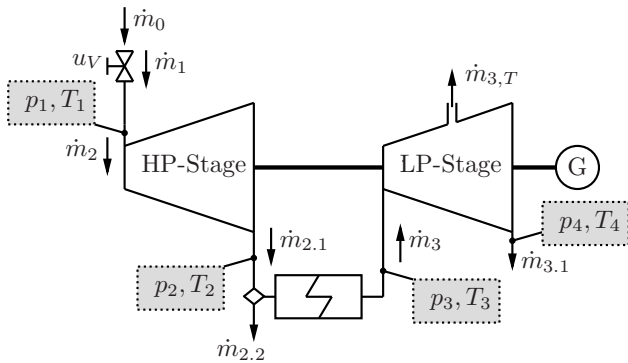 ṁ₀
u_V
ṁ₁
ṁ₃,T
p₁, T₁
ṁ₂
HP-Stage
LP-Stage
G
p₄, T₄
ṁ₂.₁
ṁ₃
ṁ₃.₁
p₂, T₂
p₃, T₃
ṁ₂.₂